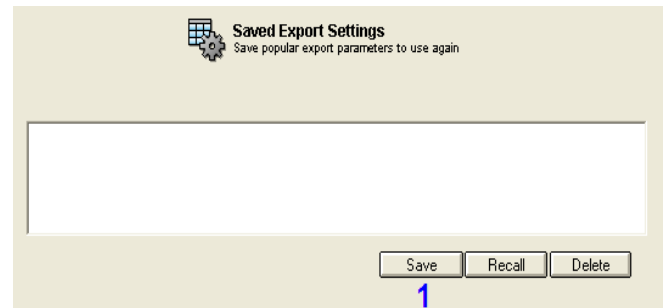 Saved Export Settings
Save popular export parameters to use again
Save Recall Delete
1